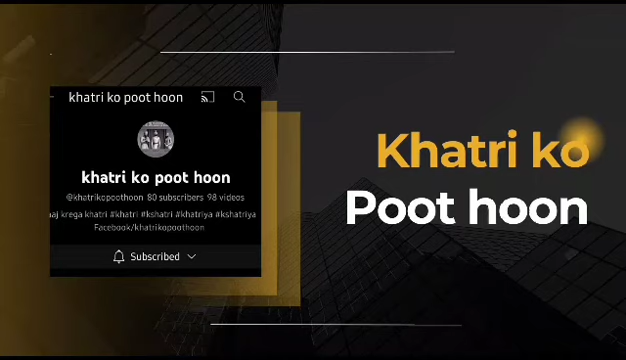 khatri ko poot hoon
khatri ko poot hoon
@khatrikopoothoon 80 subscribers 98 videos
aj krega khatri #khatri #kshatri #khatriya #kshatriya
Facebook/khatrikopoothoon
Subscribed
Khatri ko
Poot hoon